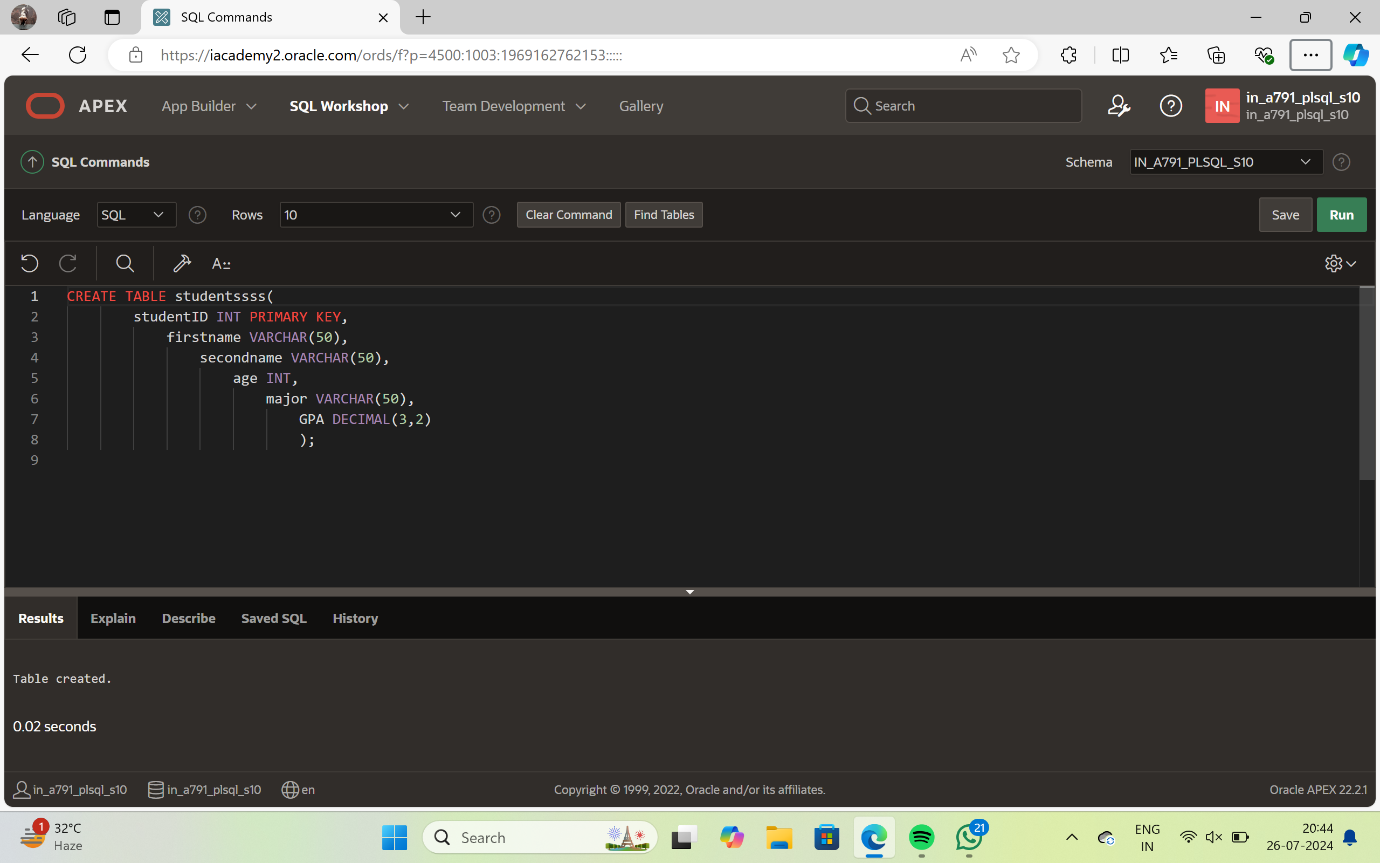 SQL Commands
https://iacademy2.oracle.com/ords/f?p=4500:1003:1969162762153:::::
APEX App Builder SQL Workshop Team Development Gallery Search IN in_a791_plsql_s10
in_a791_plsql_s10
SQL Commands Schema IN_A791_PLSQL_S10
Language SQL Rows 10 Clear Command Find Tables Save Run
1 CREATE TABLE studentssss(
2 studentID INT PRIMARY KEY,
3 firstname VARCHAR(50),
4 secondname VARCHAR(50),
5 age INT,
6 major VARCHAR(50),
7 GPA DECIMAL(3,2)
8 );
9
Results Explain Describe Saved SQL History
Table created.
0.02 seconds
in_a791_plsql_s10 in_a791_plsql_s10 en Copyright © 1999, 2022, Oracle and/or its affiliates. Oracle APEX 22.2.1
1 32°C Search 21 ENG 20:44
Haze IN 26-07-2024